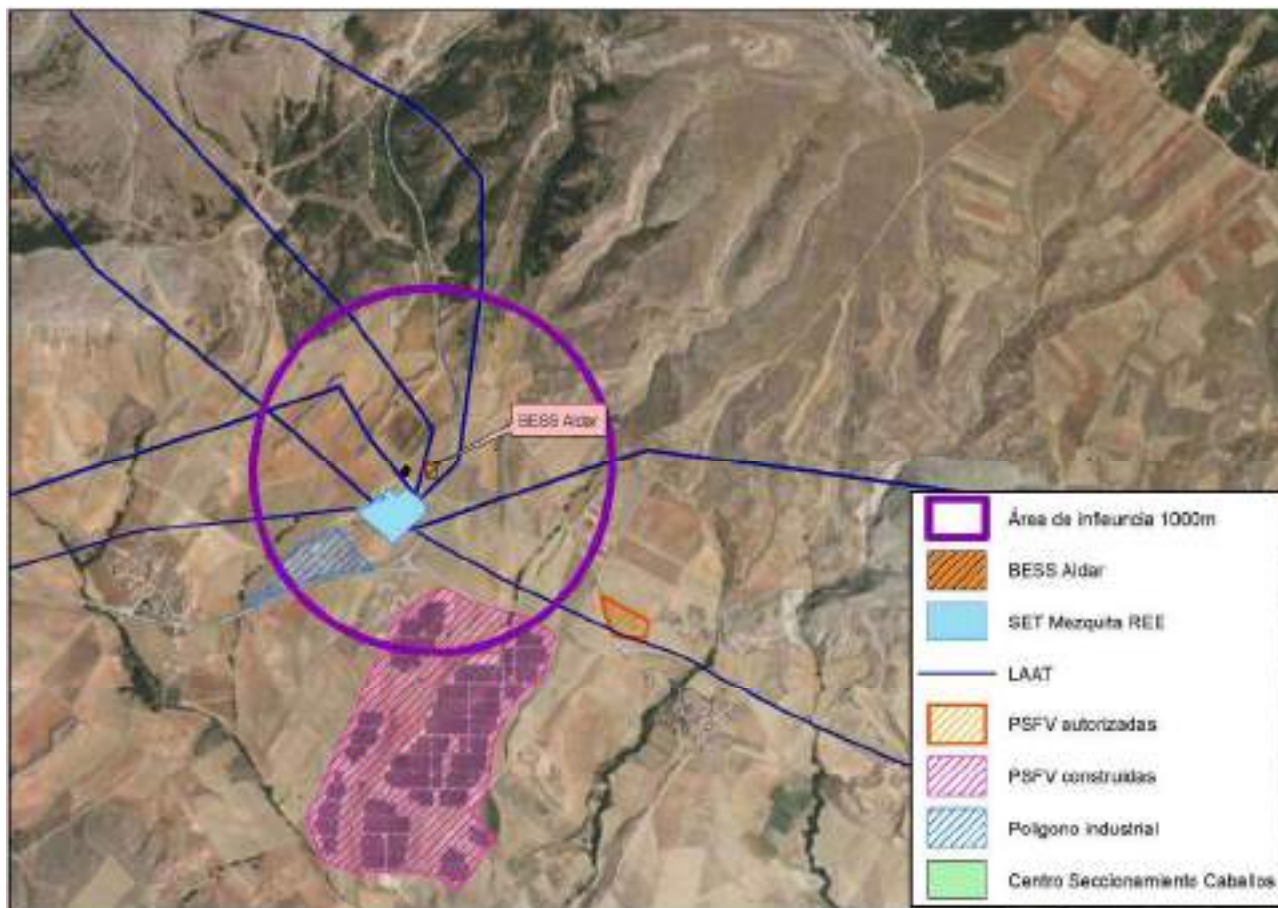 BESS Aldar
Área de infleuncia 1000m
BESS Aldar
SET Mezquita REE
LAAT
PSFV autorizadas
PSFV construidas
Polígono industrial
Centro Seccionamiento Caballos